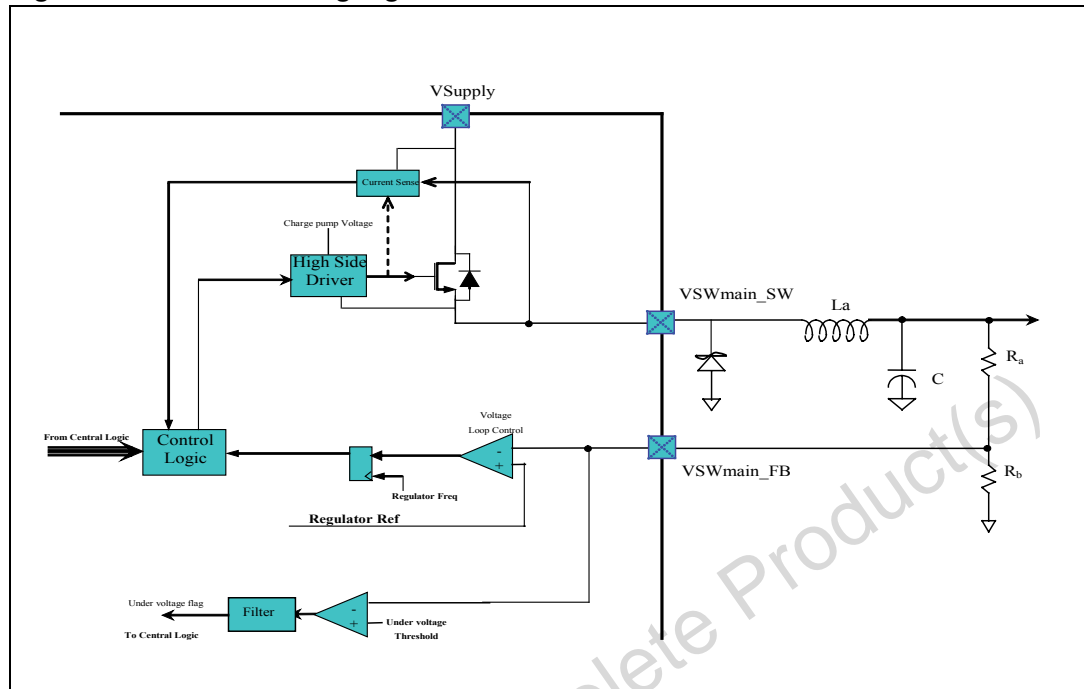 VSupply
Current Sense
Charge pump Voltage
High Side
Driver
VSWmain_SW
La
Ra
C
Voltage
Loop Control
From Central Logic
Control
Logic
-
+
VSWmain_FB
Rb
Regulator Freq
Regulator Ref
Under voltage flag
Filter
-
+
Under voltage
Threshold
To Central Logic
lete Product(s)